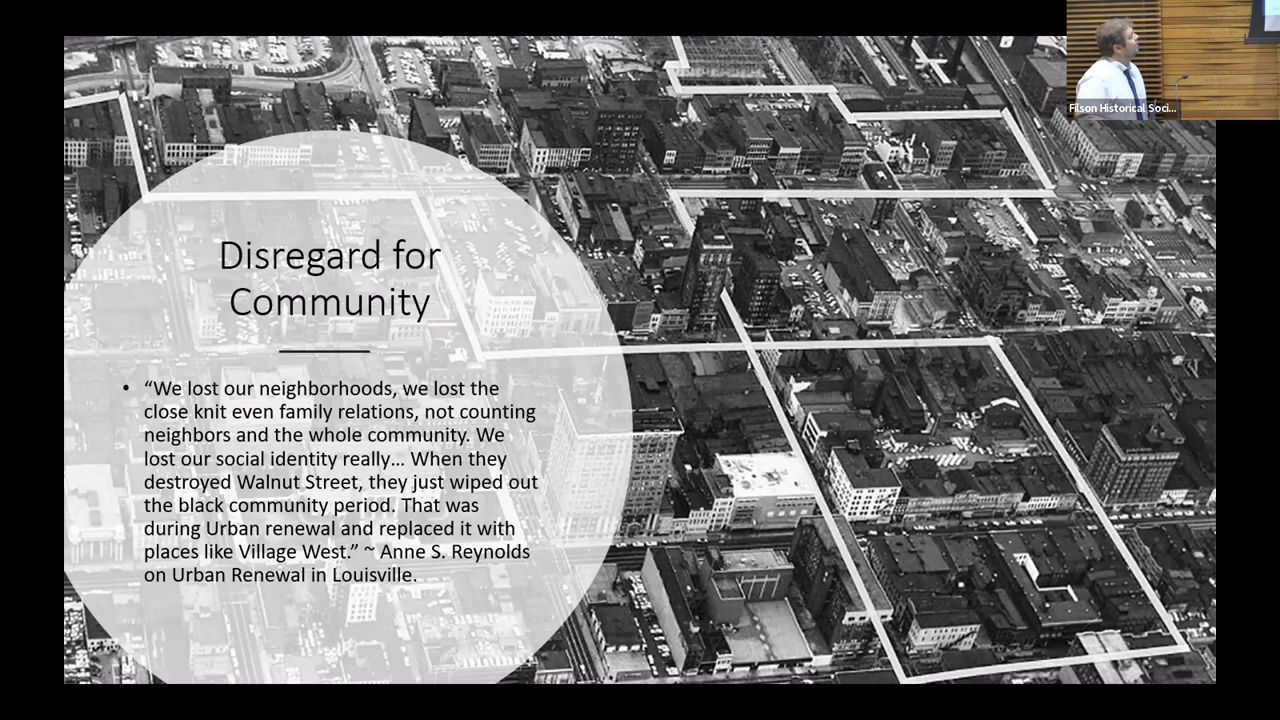 Filson Historical Soci...
Disregard for
Community
• “We lost our neighborhoods, we lost the
close knit even family relations, not counting
neighbors and the whole community. We
lost our social identity really… When they
destroyed Walnut Street, they just wiped out
the black community period. That was
during Urban renewal and replaced it with
places like Village West.” ~ Anne S. Reynolds
on Urban Renewal in Louisville.